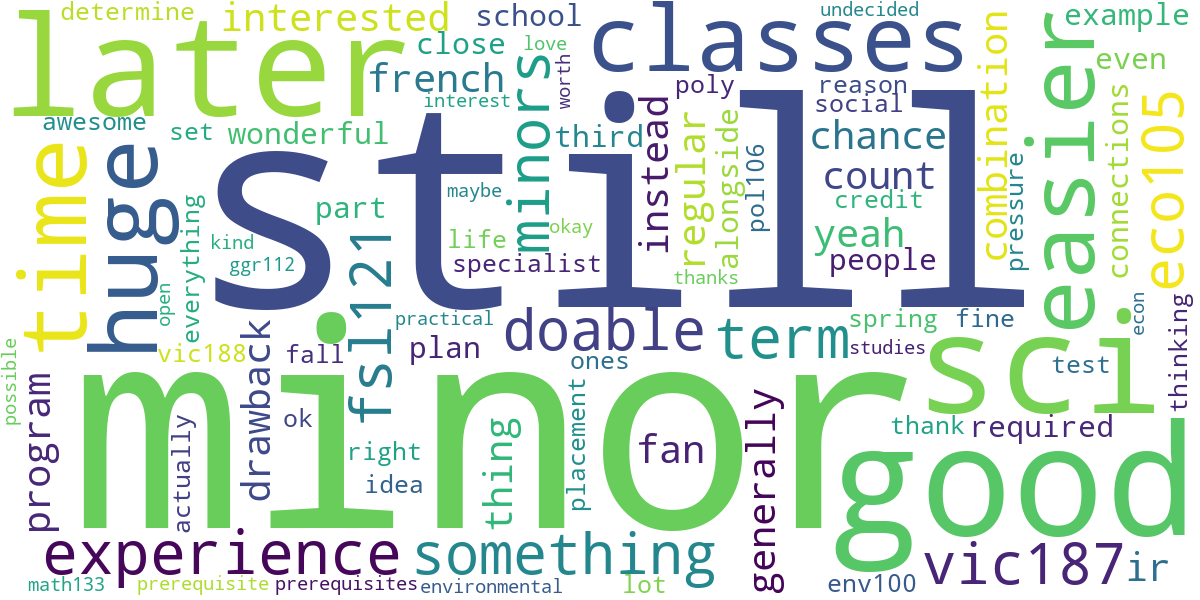 determine
interested
school
undecided
example
later
close
love
classes
even
french
interest
minors
worth
poly
reason
social
combination
easier
connections
eco105
awesome
set
wonderful
still
third
instead
regular
alongside
pol106
chance
count
credit
pressure
time
huge
everything
part
maybe
life
okay
yeah
people
kind
ggr112
fsl121
specialist
thanks
open
practical
doable
term
spring
fine
econ
thinking
possible
vic188
fall
drawback
plan
ones
studies
sci
test
program
minor
ok
placement
thank
required
actually
right
idea
thing
fan
generally
good
experience
something
vic187
ir
math133
prerequisite
prerequisites
environmental
lot
env100